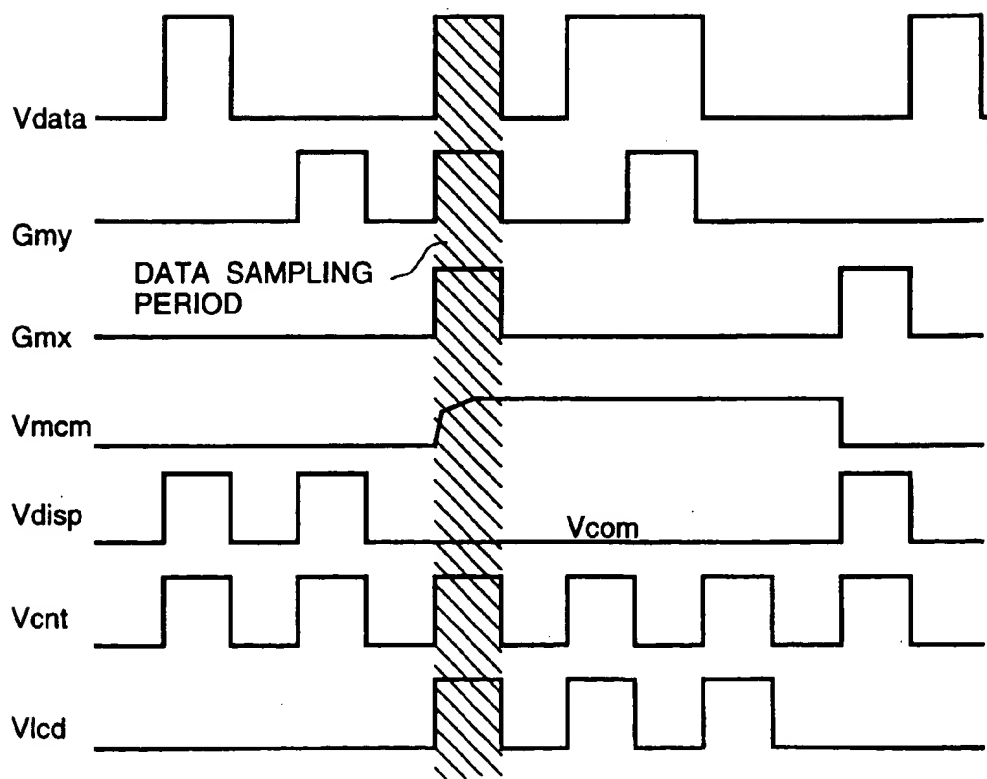 Vdata
Gmy
DATA SAMPLING
PERIOD
Gmx
Vmcm
Vdisp
Vcom
Vcnt
Vlcd